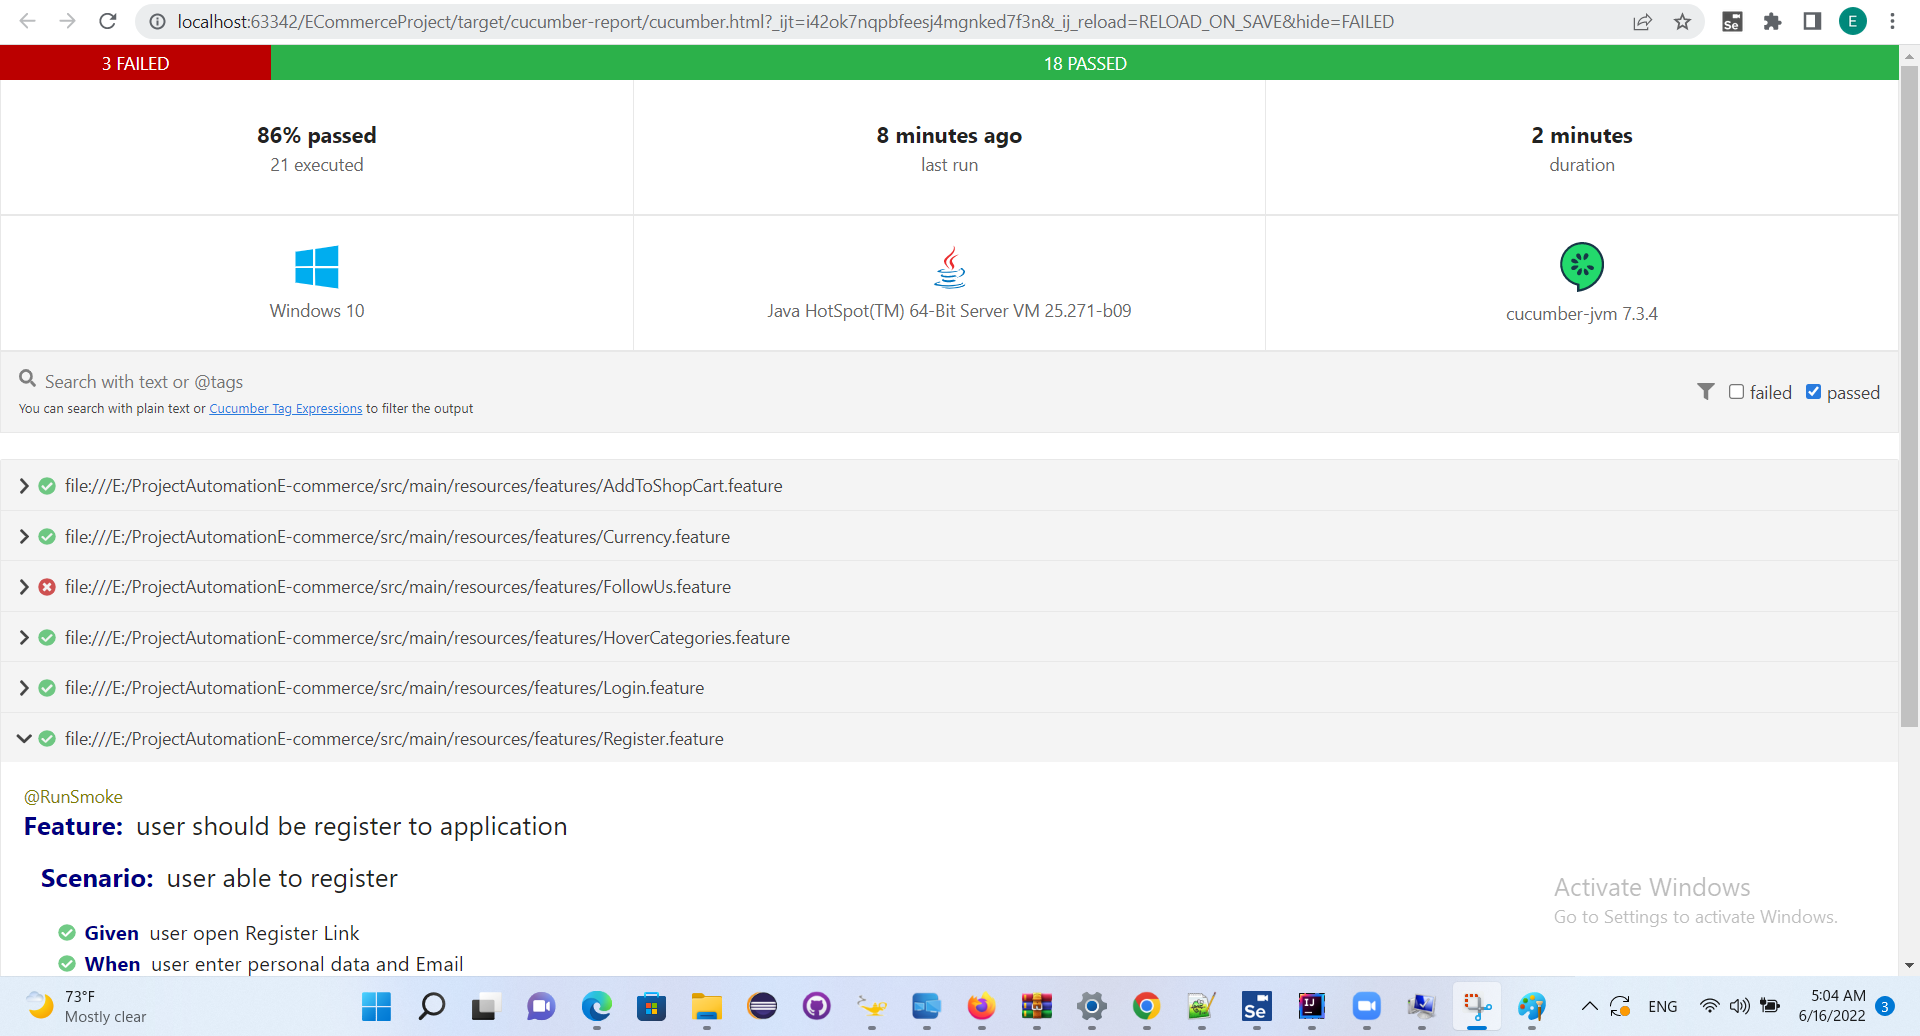 localhost:63342/ECommerceProject/target/cucumber-report/cucumber.html?_ijt=i42ok7nqpbfeesj4mgnked7f3n&_ij_reload=RELOAD_ON_SAVE&hide=FAILED
Se
E
3 FAILED
18 PASSED
86% passed
21 executed
8 minutes ago
last run
2 minutes
duration
Windows 10
Java HotSpot(TM) 64-Bit Server VM 25.271-b09
cucumber-jvm 7.3.4
Search with text or @tags
You can search with plain text or Cucumber Tag Expressions to filter the output
failed
passed
file:///E:/ProjectAutomationE-commerce/src/main/resources/features/AddToShopCart.feature
file:///E:/ProjectAutomationE-commerce/src/main/resources/features/Currency.feature
file:///E:/ProjectAutomationE-commerce/src/main/resources/features/FollowUs.feature
file:///E:/ProjectAutomationE-commerce/src/main/resources/features/HoverCategories.feature
file:///E:/ProjectAutomationE-commerce/src/main/resources/features/Login.feature
file:///E:/ProjectAutomationE-commerce/src/main/resources/features/Register.feature
@RunSmoke
Feature: user should be register to application
Scenario: user able to register
Given user open Register Link
When user enter personal data and Email
Activate Windows
Go to Settings to activate Windows.
73°F
Mostly clear
Se
IJ
ENG
5:04 AM
6/16/2022
3